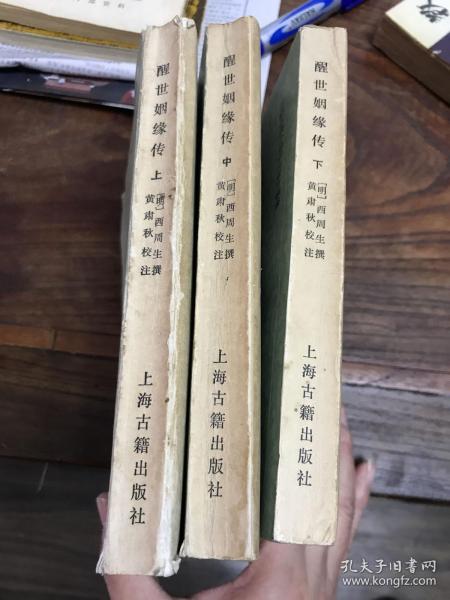 醒世姻缘传 上
[明]西周生撰
黄肃秋校注
上海古籍出版社
醒世姻缘传 中
[明]西周生撰
黄肃秋校注
上海古籍出版社
醒世姻缘传 下
[明]西周生撰
黄肃秋校注
上海古籍出版社
孔夫子旧书网
www.kongfz.com